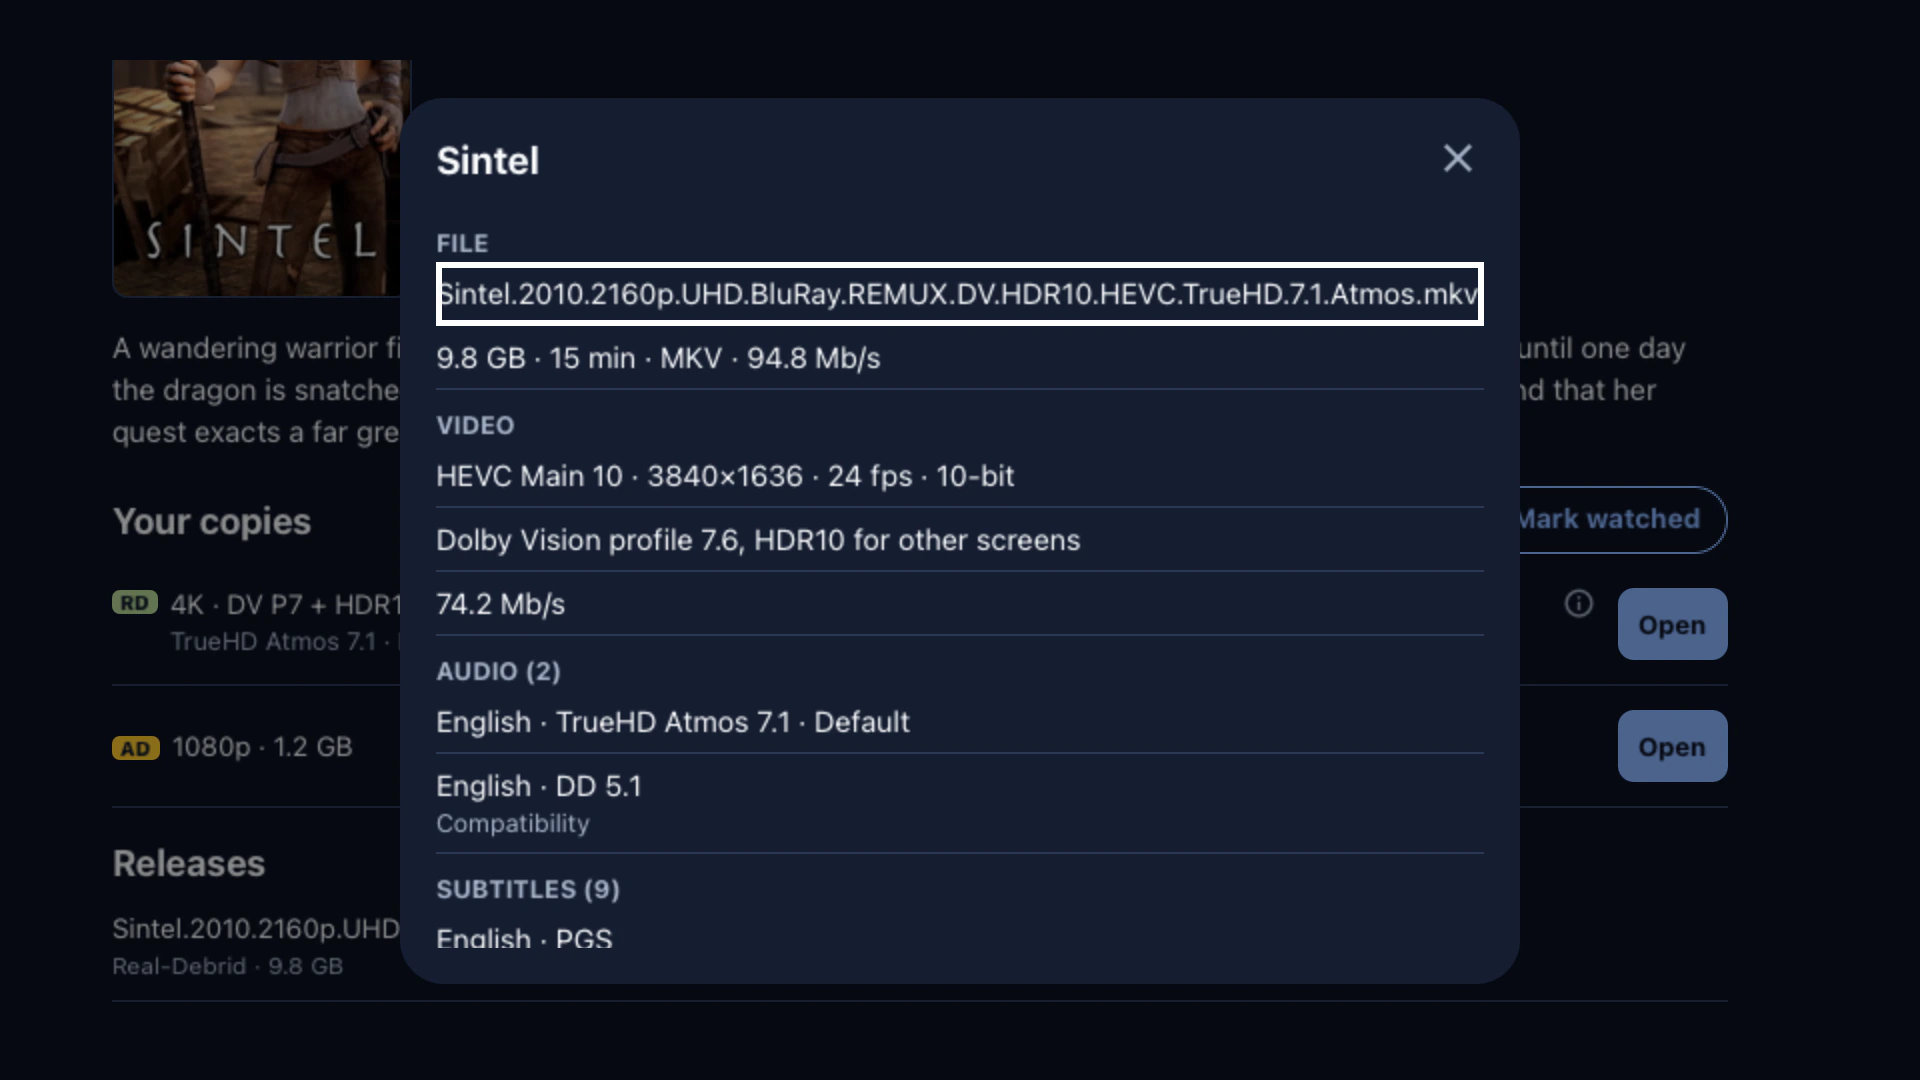 SINTEL
Sintel
FILE
Sintel.2010.2160p.UHD.BluRay.REMUX.DV.HDR10.HEVC.TrueHD.7.1.Atmos.mkv
9.8 GB · 15 min · MKV · 94.8 Mb/s
VIDEO
HEVC Main 10 · 3840×1636 · 24 fps · 10-bit
Dolby Vision profile 7.6, HDR10 for other screens
74.2 Mb/s
AUDIO (2)
English · TrueHD Atmos 7.1 · Default
English · DD 5.1
Compatibility
SUBTITLES (9)
English · PGS
A wandering warrior
until one day
the dragon is
that her
quest exacts a far
Your copies
Mark watched
RD 4K · DV P7 +
TrueHD Atmos 7.1 ·
Open
AD 1080p · 1.2 GB
Open
Releases
Sintel.2010.2160p.UHD
Real-Debrid · 9.8 GB